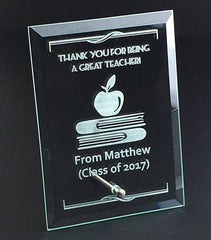 THANK YOU FOR BEING
A GREAT TEACHER!
From Matthew
(Class of 2017)